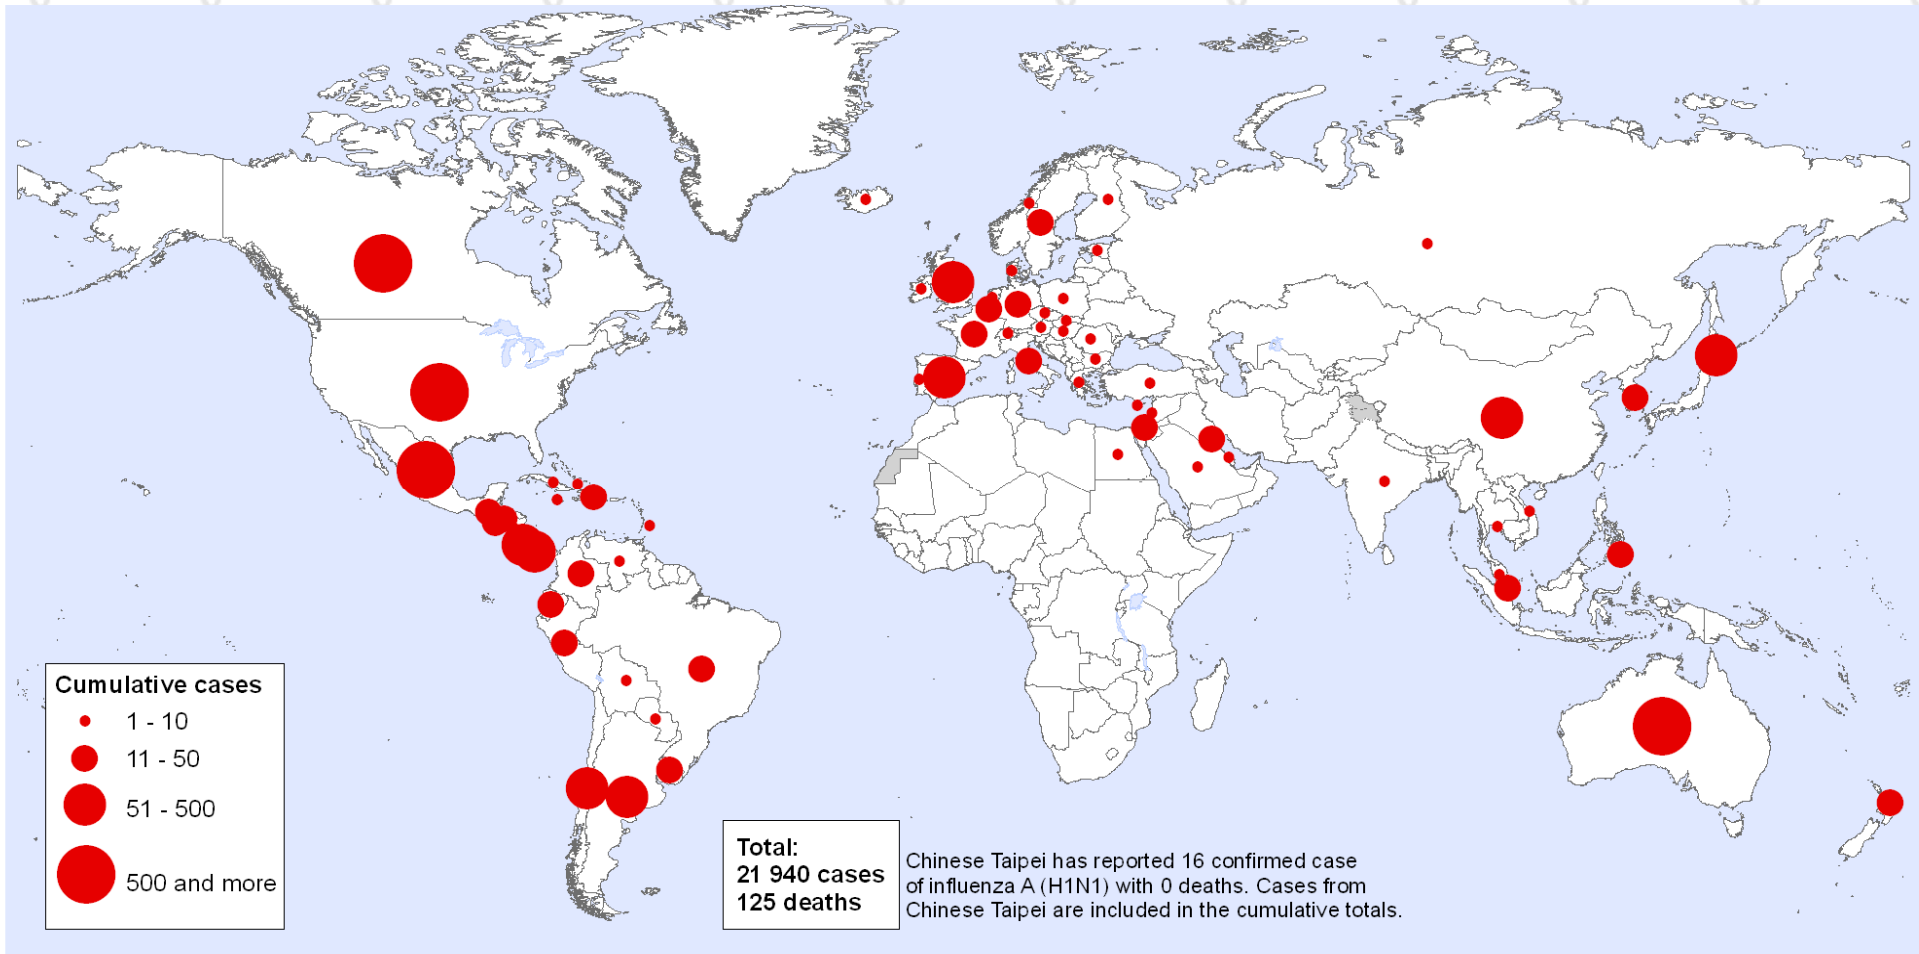 Cumulative cases
1 - 10
11 - 50
51 - 500
500 and more
Total:
21 940 cases
125 deaths
Chinese Taipei has reported 16 confirmed case
of influenza A (H1N1) with 0 deaths. Cases from
Chinese Taipei are included in the cumulative totals.